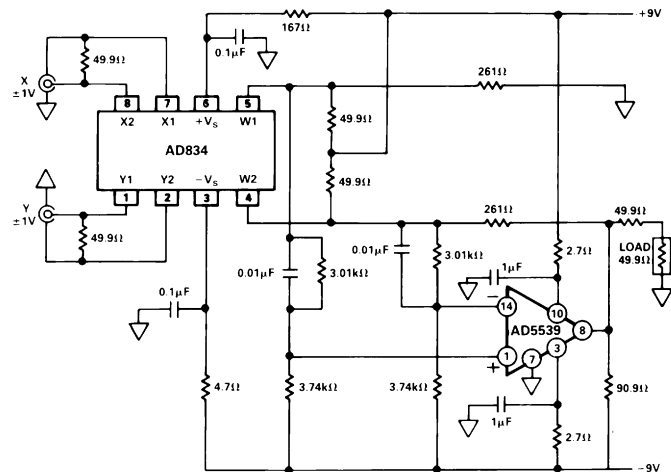 +9V
167Ω
0.1μF
X
±1V
49.9Ω
8 7 6 5
X2 X1 +VS W1
AD834
Y1 Y2 −VS W2
1 2 3 4
261Ω
49.9Ω
49.9Ω
Y
±1V
49.9Ω
261Ω
49.9Ω
LOAD
49.9Ω
0.01μF
3.01kΩ
0.01μF
3.01kΩ
2.7Ω
1μF
0.1μF
−
14
10
AD5539
8
1
+
7
3
4.7Ω
3.74kΩ
3.74kΩ
90.9Ω
1μF
2.7Ω
−9V